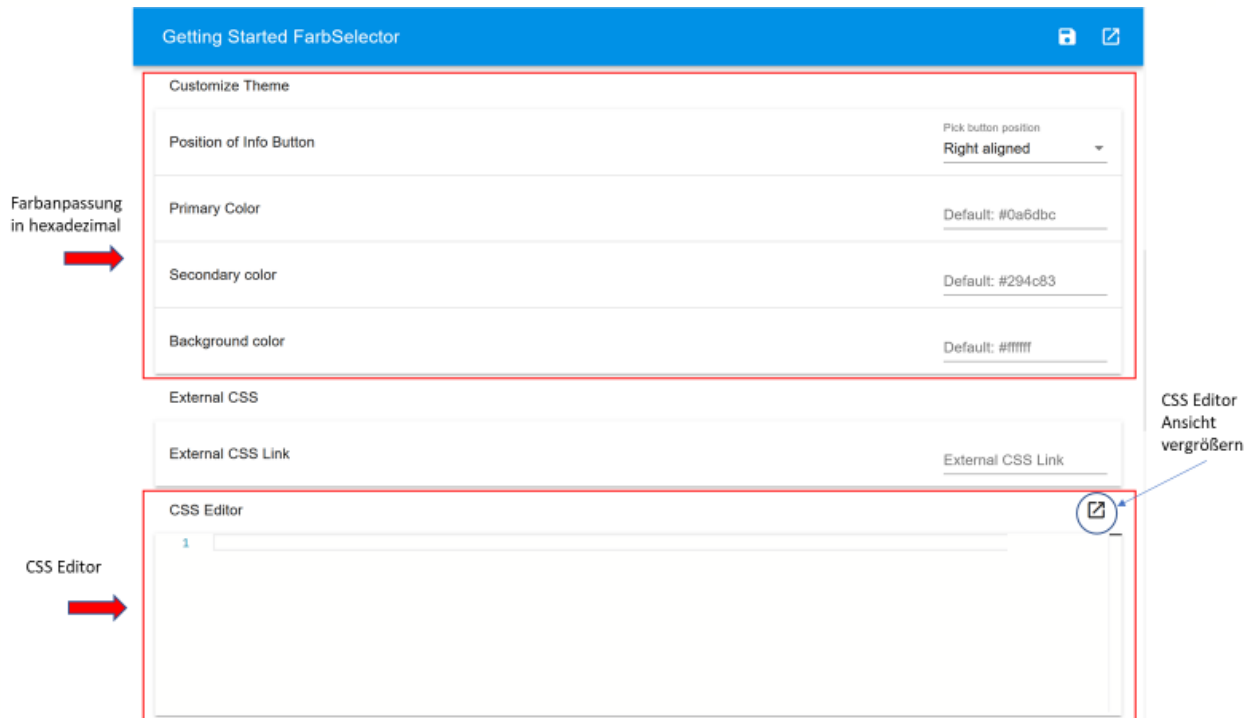 Getting Started FarbSelector
Customize Theme
Position of Info Button
Pick button position
Right aligned
Farbanpassung
in hexadezimal
Primary Color
Default: #0a6dbc
Secondary color
Default: #294c83
Background color
Default: #ffffff
External CSS
External CSS Link
External CSS Link
CSS Editor
Ansicht
vergrößern
CSS Editor
1
CSS Editor